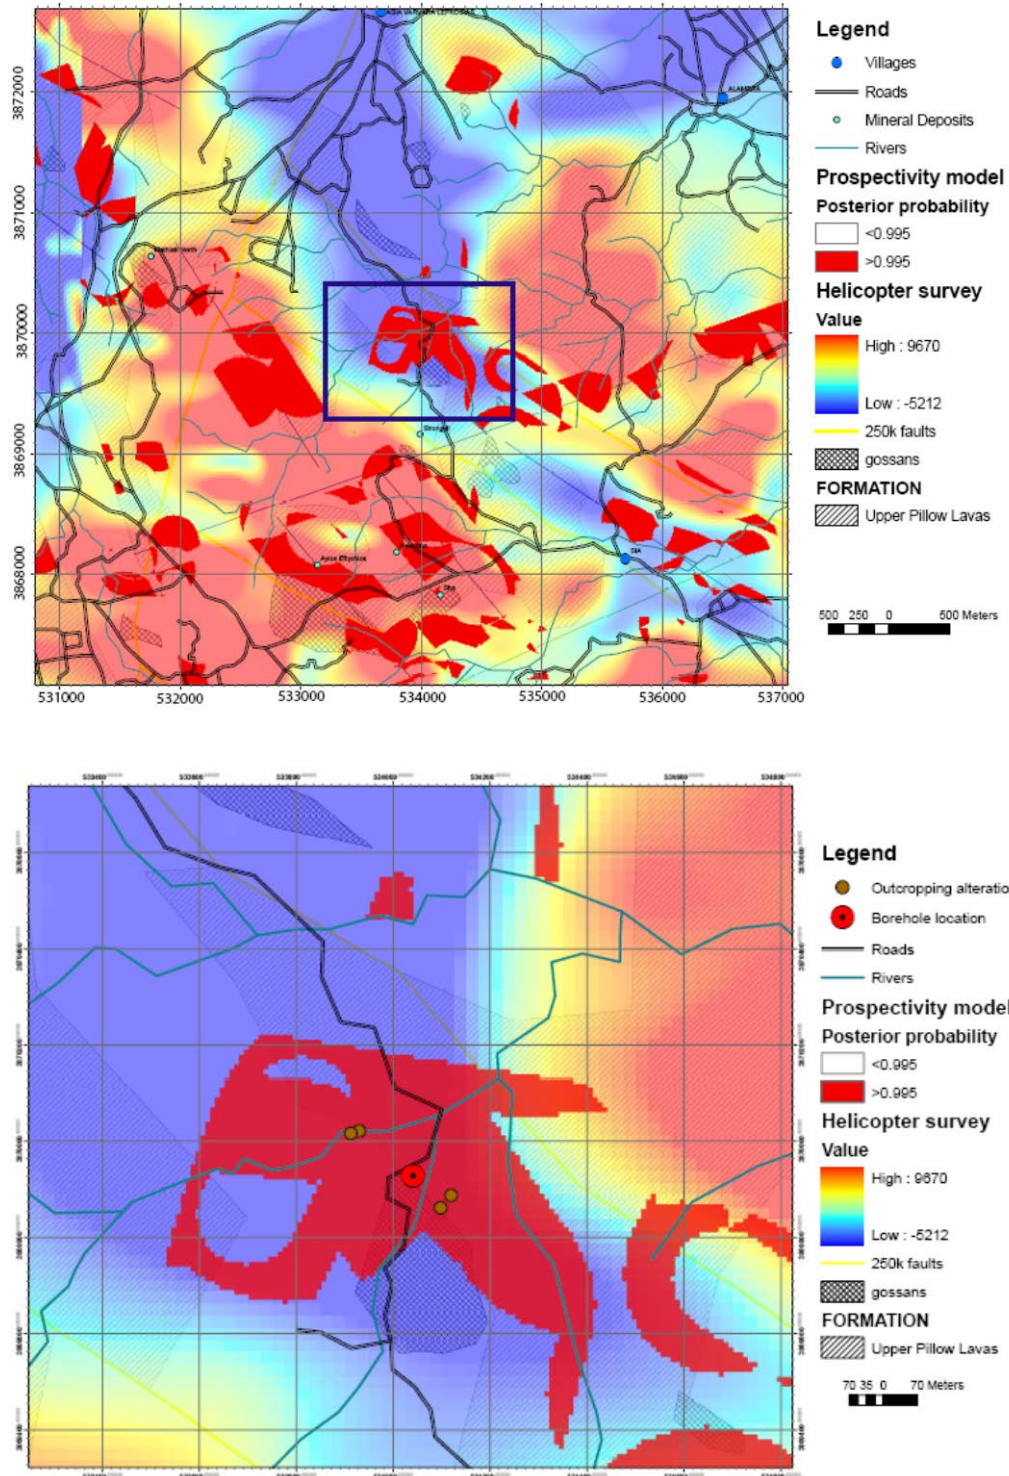 Legend
Villages
Roads
Mineral Deposits
Rivers
Prospectivity model
Posterior probability
<0.995
>0.995
Helicopter survey
Value
High : 9670
Low : -5212
250k faults
gossans
FORMATION
Upper Pillow Lavas
500 250 0 500 Meters
3872000
3871000
3870000
3869000
3868000
Strongili
SIA
Sha
531000 532000 533000 534000 535000 536000 537000
Legend
Outcropping alteratio
Borehole location
Roads
Rivers
Prospectivity model
Posterior probability
<0.995
>0.995
Helicopter survey
Value
High : 9670
Low : -5212
250k faults
gossans
FORMATION
Upper Pillow Lavas
70 35 0 70 Meters